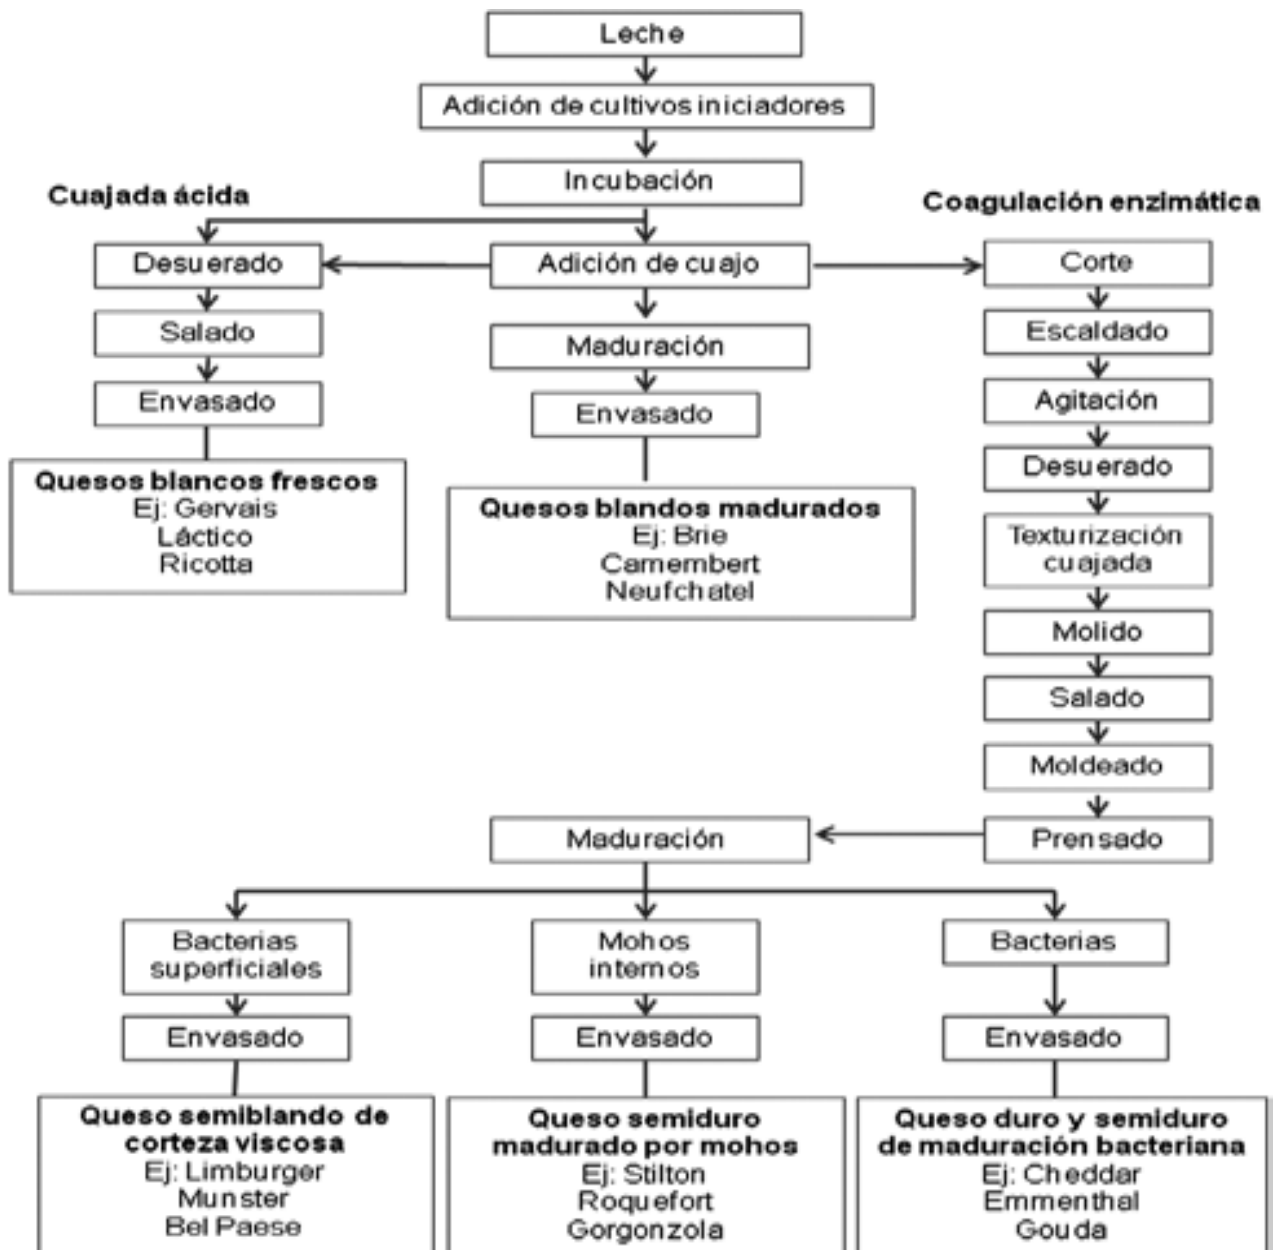 Leche
Adición de cultivos iniciadores
Incubación
Cuajada ácida
Coagulación enzimática
Desuerado
Adición de cuajo
Corte
Salado
Maduración
Escaldado
Envasado
Envasado
Agitación
Desuerado
Quesos blancos frescos
Ej: Gervais
Láctico
Ricotta
Quesos blandos madurados
Ej: Brie
Camembert
Neufchatel
Texturización
cuajada
Molido
Salado
Moldeado
Prensado
Maduración
Bacterias
superficiales
Mohos
internos
Bacterias
Envasado
Envasado
Envasado
Queso semiblando de
corteza viscosa
Ej: Limburger
Munster
Bel Paese
Queso semiduro
madurado por mohos
Ej: Stilton
Roquefort
Gorgonzola
Queso duro y semiduro
de maduración bacteriana
Ej: Cheddar
Emmenthal
Gouda